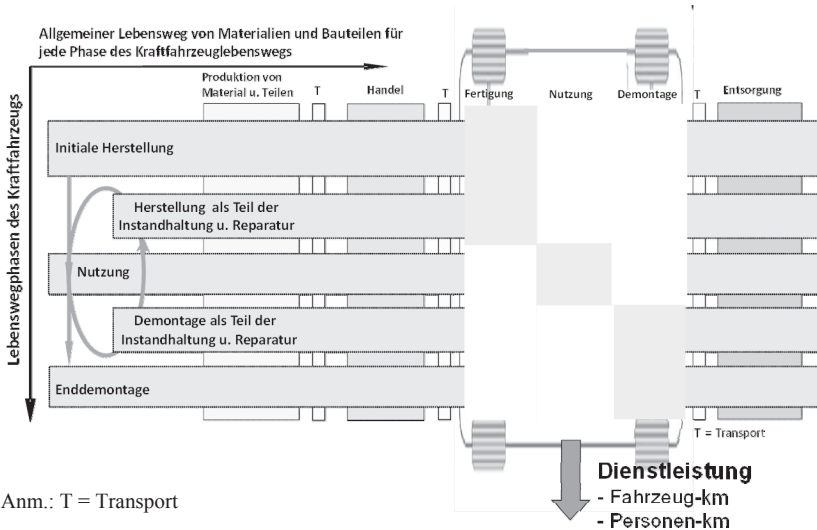 Allgemeiner Lebensweg von Materialien und Bauteilen für
jede Phase des Kraftfahrzeuglebenswegs
Lebenswegphasen des Kraftfahrzeugs
Produktion von
Material u. Teilen
T
Handel
T
Fertigung
Nutzung
Demontage
T
Entsorgung
Initiale Herstellung
Herstellung als Teil der
Instandhaltung u. Reparatur
Nutzung
Demontage als Teil der
Instandhaltung u. Reparatur
Enddemontage
T = Transport
Dienstleistung
- Fahrzeug-km
- Personen-km
Anm.: T = Transport